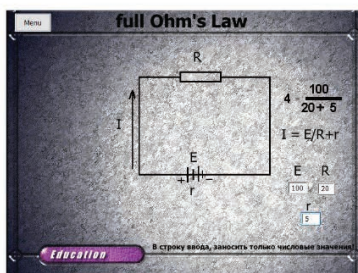 Menu
full Ohm's Law
R
I
E
+ -
r
4 = 100
20+ 5
I = E/R+r
E R
100 20
r
5
Education
В строку ввода, заносить только числовые значения!